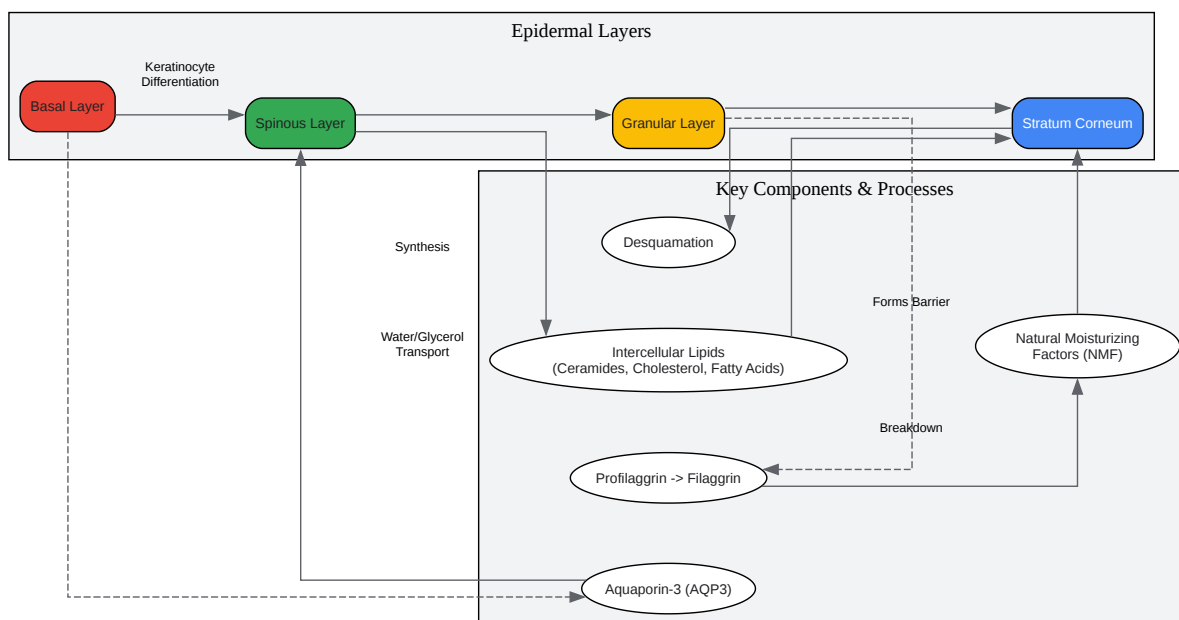 Epidermal Layers
Keratinocyte
Differentiation
Basal Layer
Spinous Layer
Granular Layer
Stratum Corneum
Key Components & Processes
Desquamation
Synthesis
Forms Barrier
Water/Glycerol
Transport
Intercellular Lipids
(Ceramides, Cholesterol, Fatty Acids)
Natural Moisturizing
Factors (NMF)
Breakdown
Profilaggrin -> Filaggrin
Aquaporin-3 (AQP3)